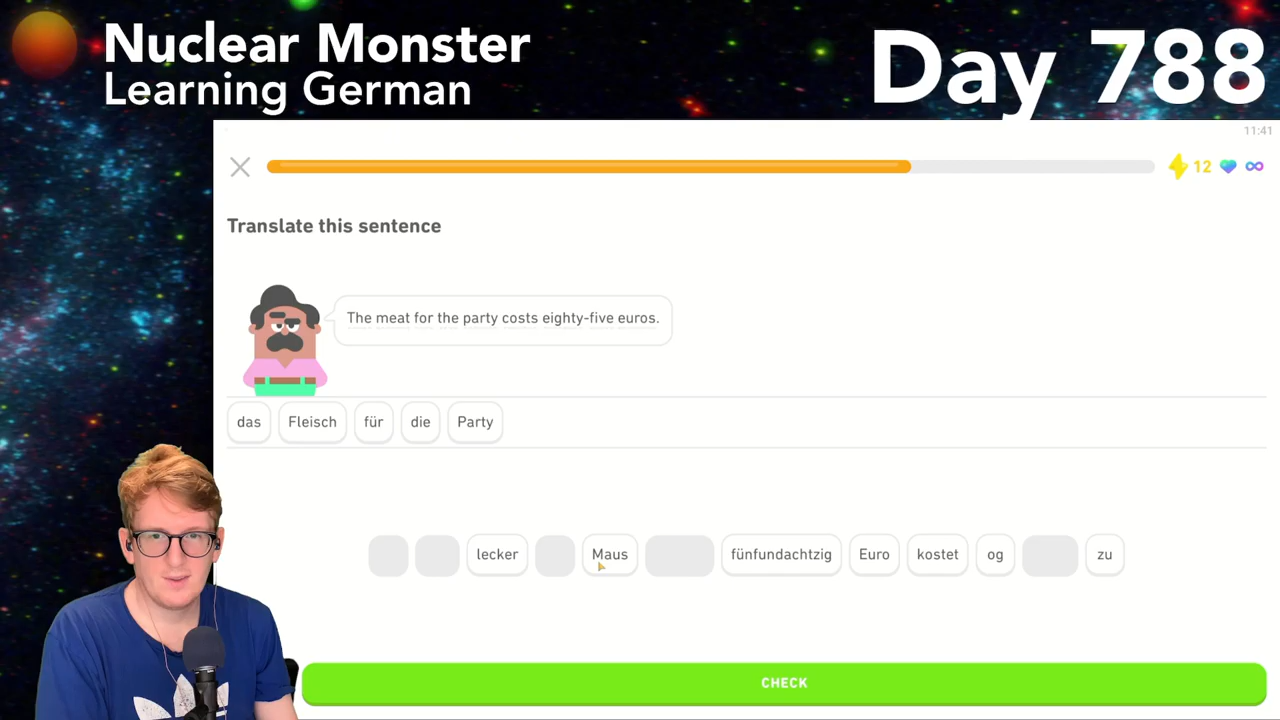 Nuclear Monster
Learning German
Day 788
11:41
12
Translate this sentence
The meat for the party costs eighty-five euros.
das Fleisch für die Party
lecker Maus fünfundachtzig Euro kostet og zu
CHECK